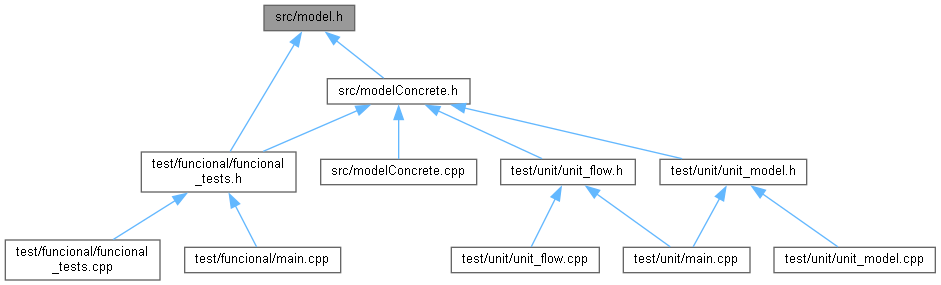 src/model.h
src/modelConcrete.h
test/funcional/funcional
_tests.h
src/modelConcrete.cpp
test/unit/unit_flow.h
test/unit/unit_model.h
test/funcional/funcional
_tests.cpp
test/funcional/main.cpp
test/unit/unit_flow.cpp
test/unit/main.cpp
test/unit/unit_model.cpp